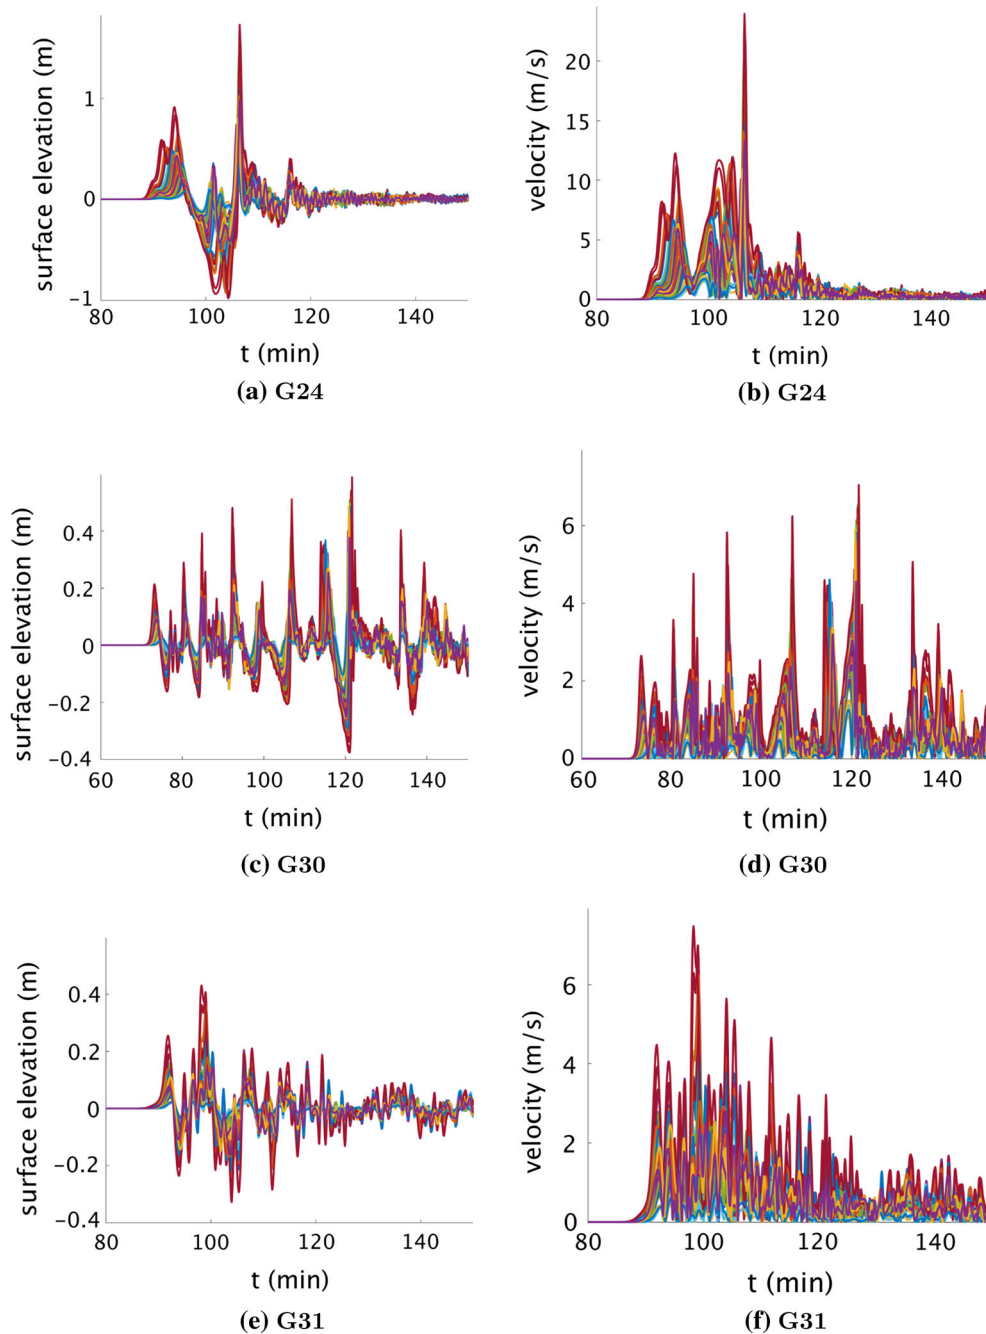 surface elevation (m)
1
0
−1
80 100 120 140
t (min)
(a) G24
velocity (m/s)
20
15
10
5
0
80 100 120 140
t (min)
(b) G24
surface elevation (m)
0.4
0.2
0
−0.2
−0.4
60 80 100 120 140
t (min)
(c) G30
velocity (m/s)
6
4
2
0
60 80 100 120 140
t (min)
(d) G30
surface elevation (m)
0.4
0.2
0
−0.2
−0.4
80 100 120 140
t (min)
(e) G31
velocity (m/s)
6
4
2
0
80 100 120 140
t (min)
(f) G31